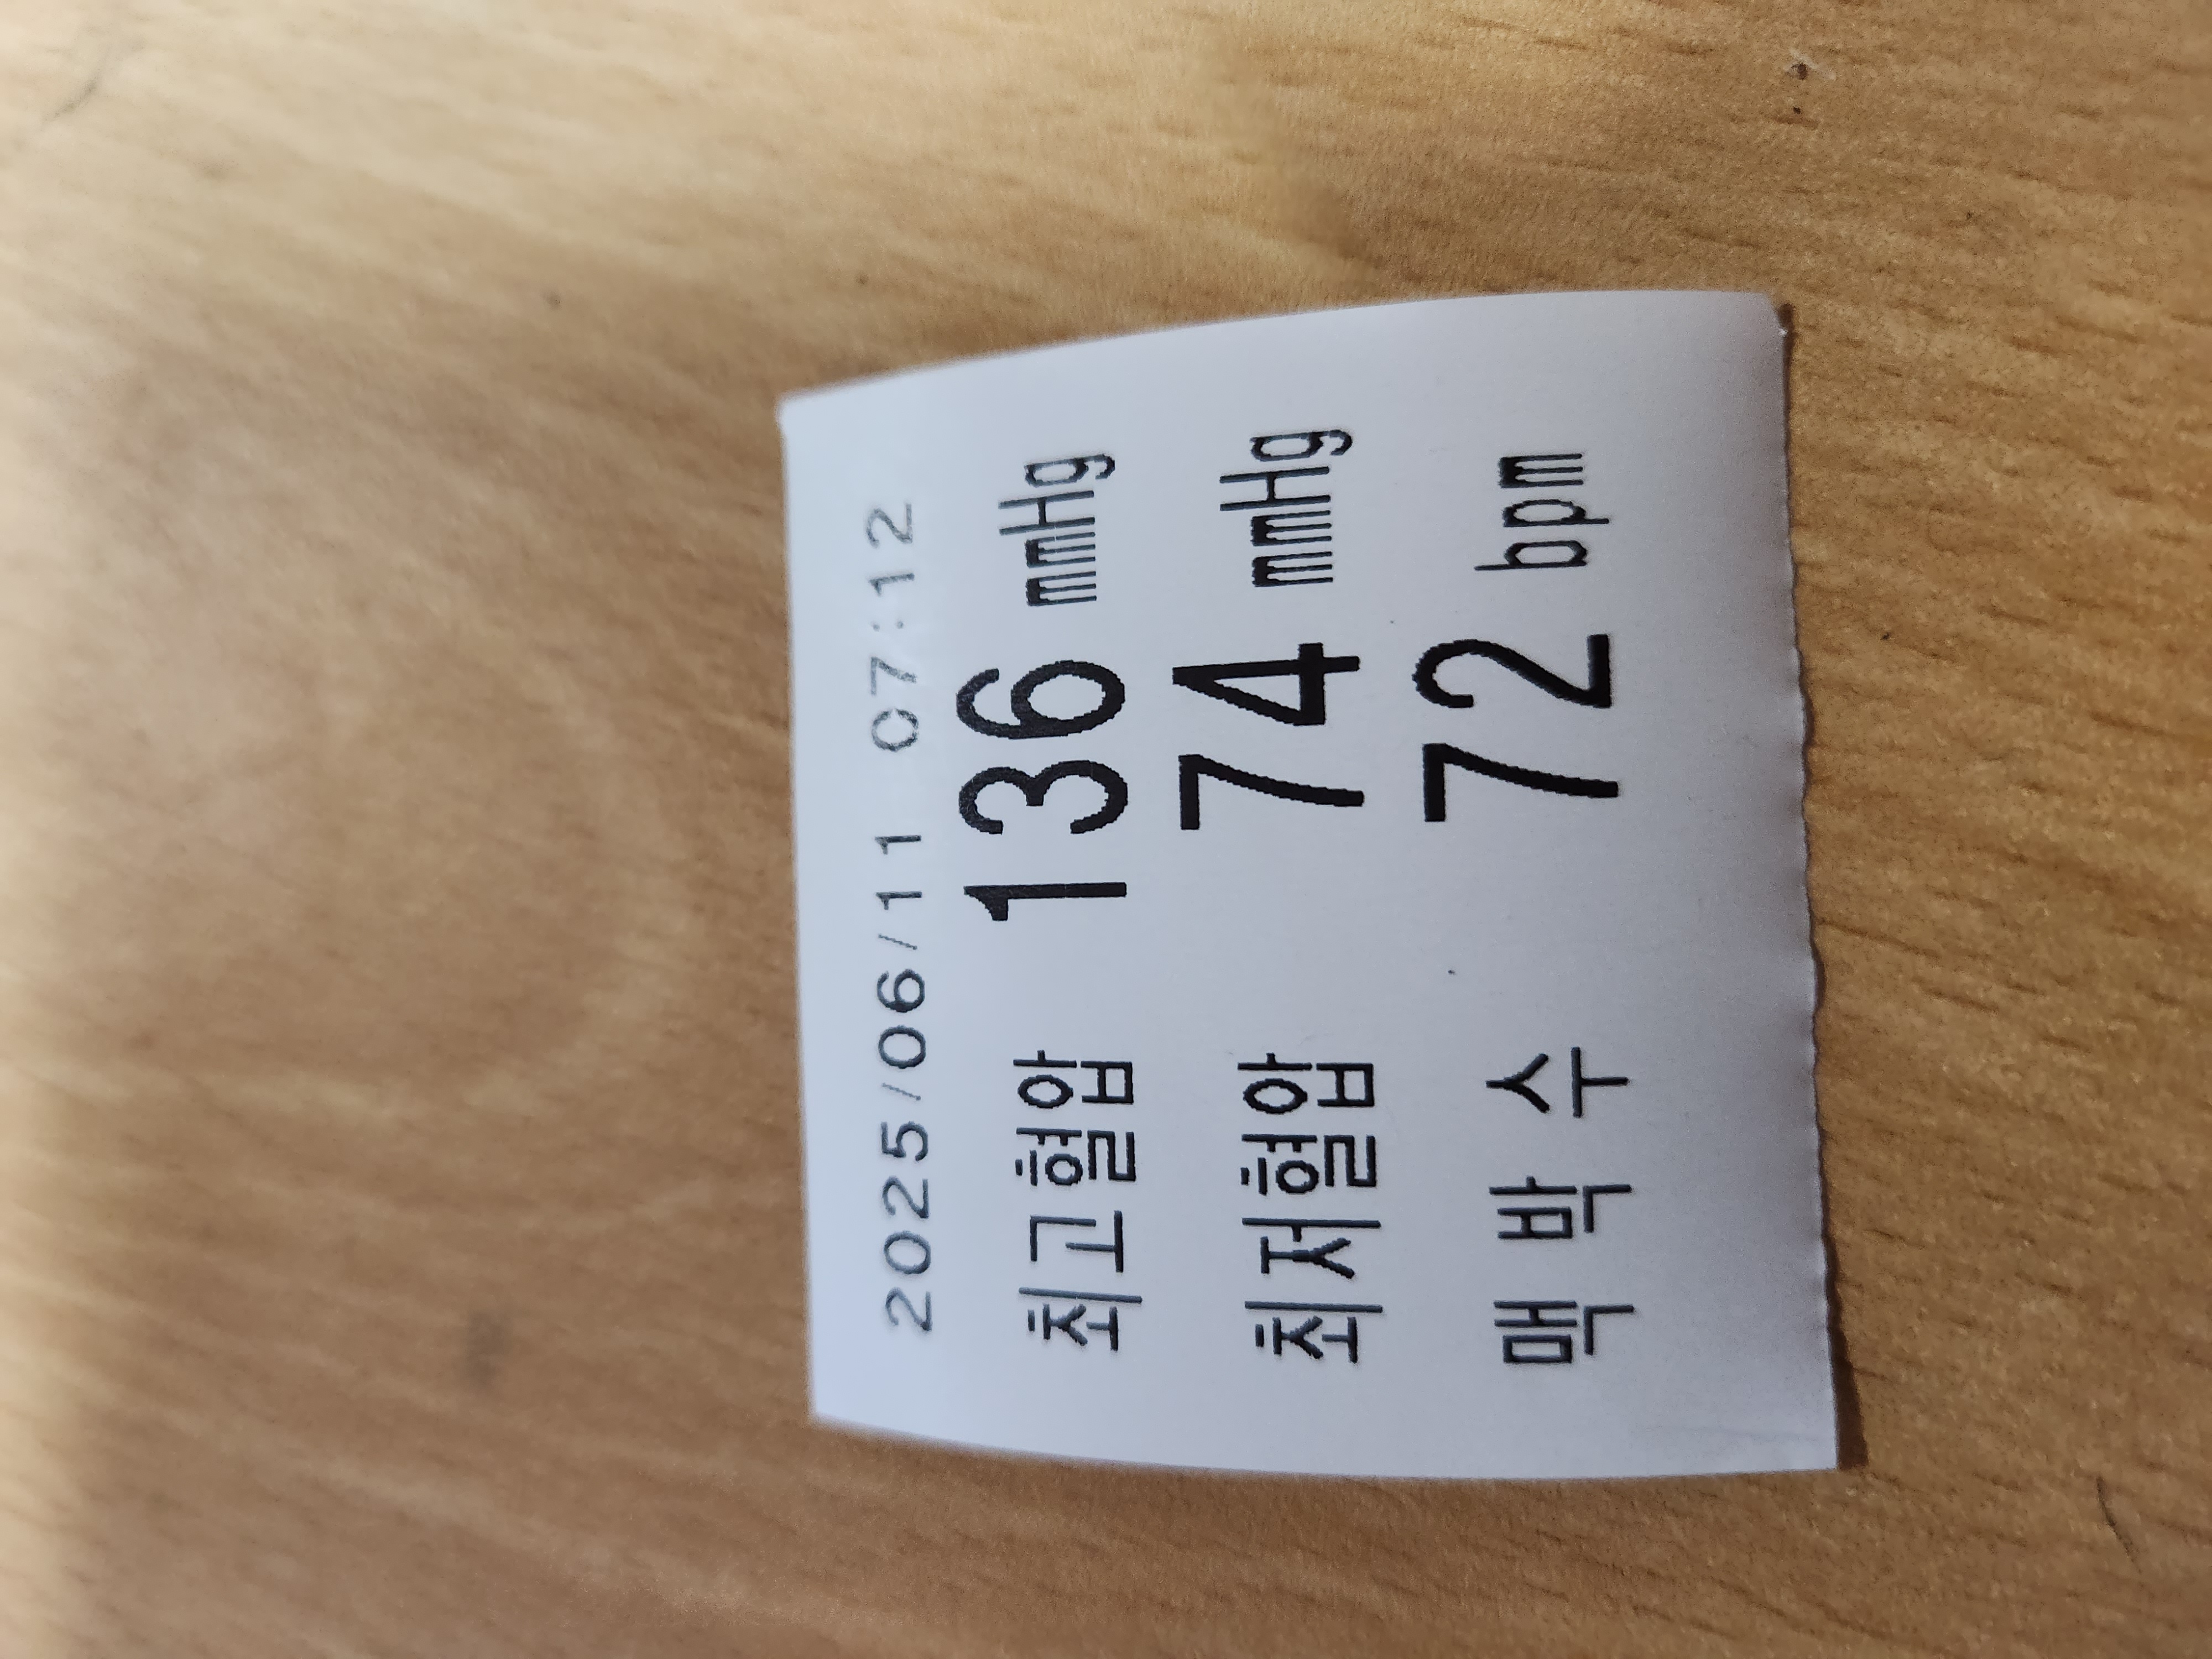 2025/06/11 07:12
최고혈압 136 mmHg
최저혈압 74 mmHg
맥 박 수 72 bpm